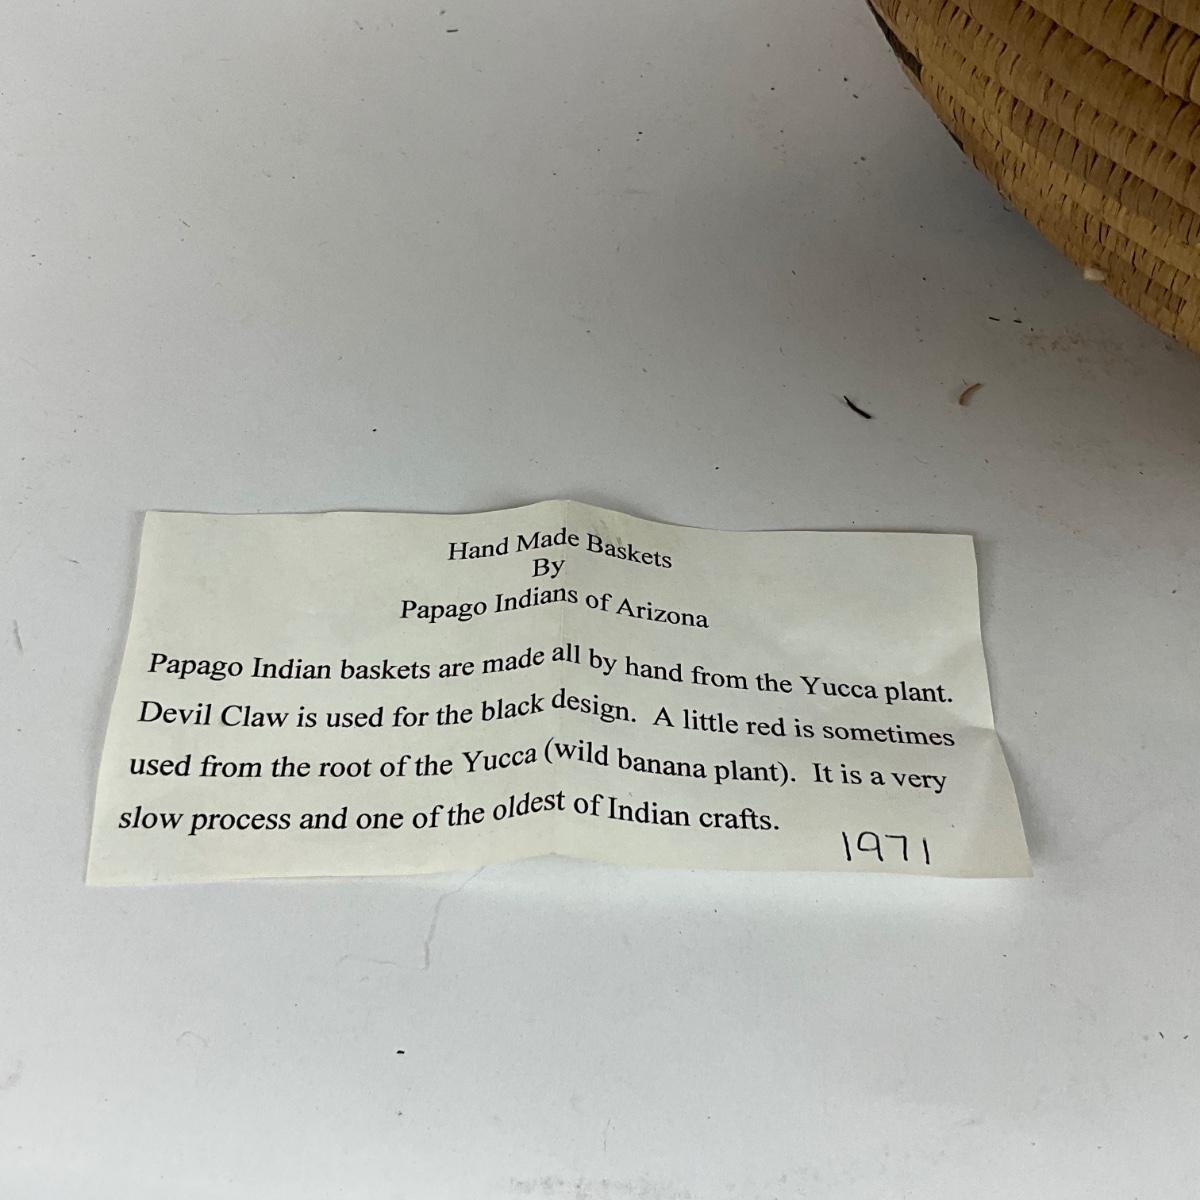 Hand Made Baskets
By
Papago Indians of Arizona
Papago Indian baskets are made all by hand from the Yucca plant.
Devil Claw is used for the black design. A little red is sometimes
used from the root of the Yucca (wild banana plant). It is a very
slow process and one of the oldest of Indian crafts.
1971